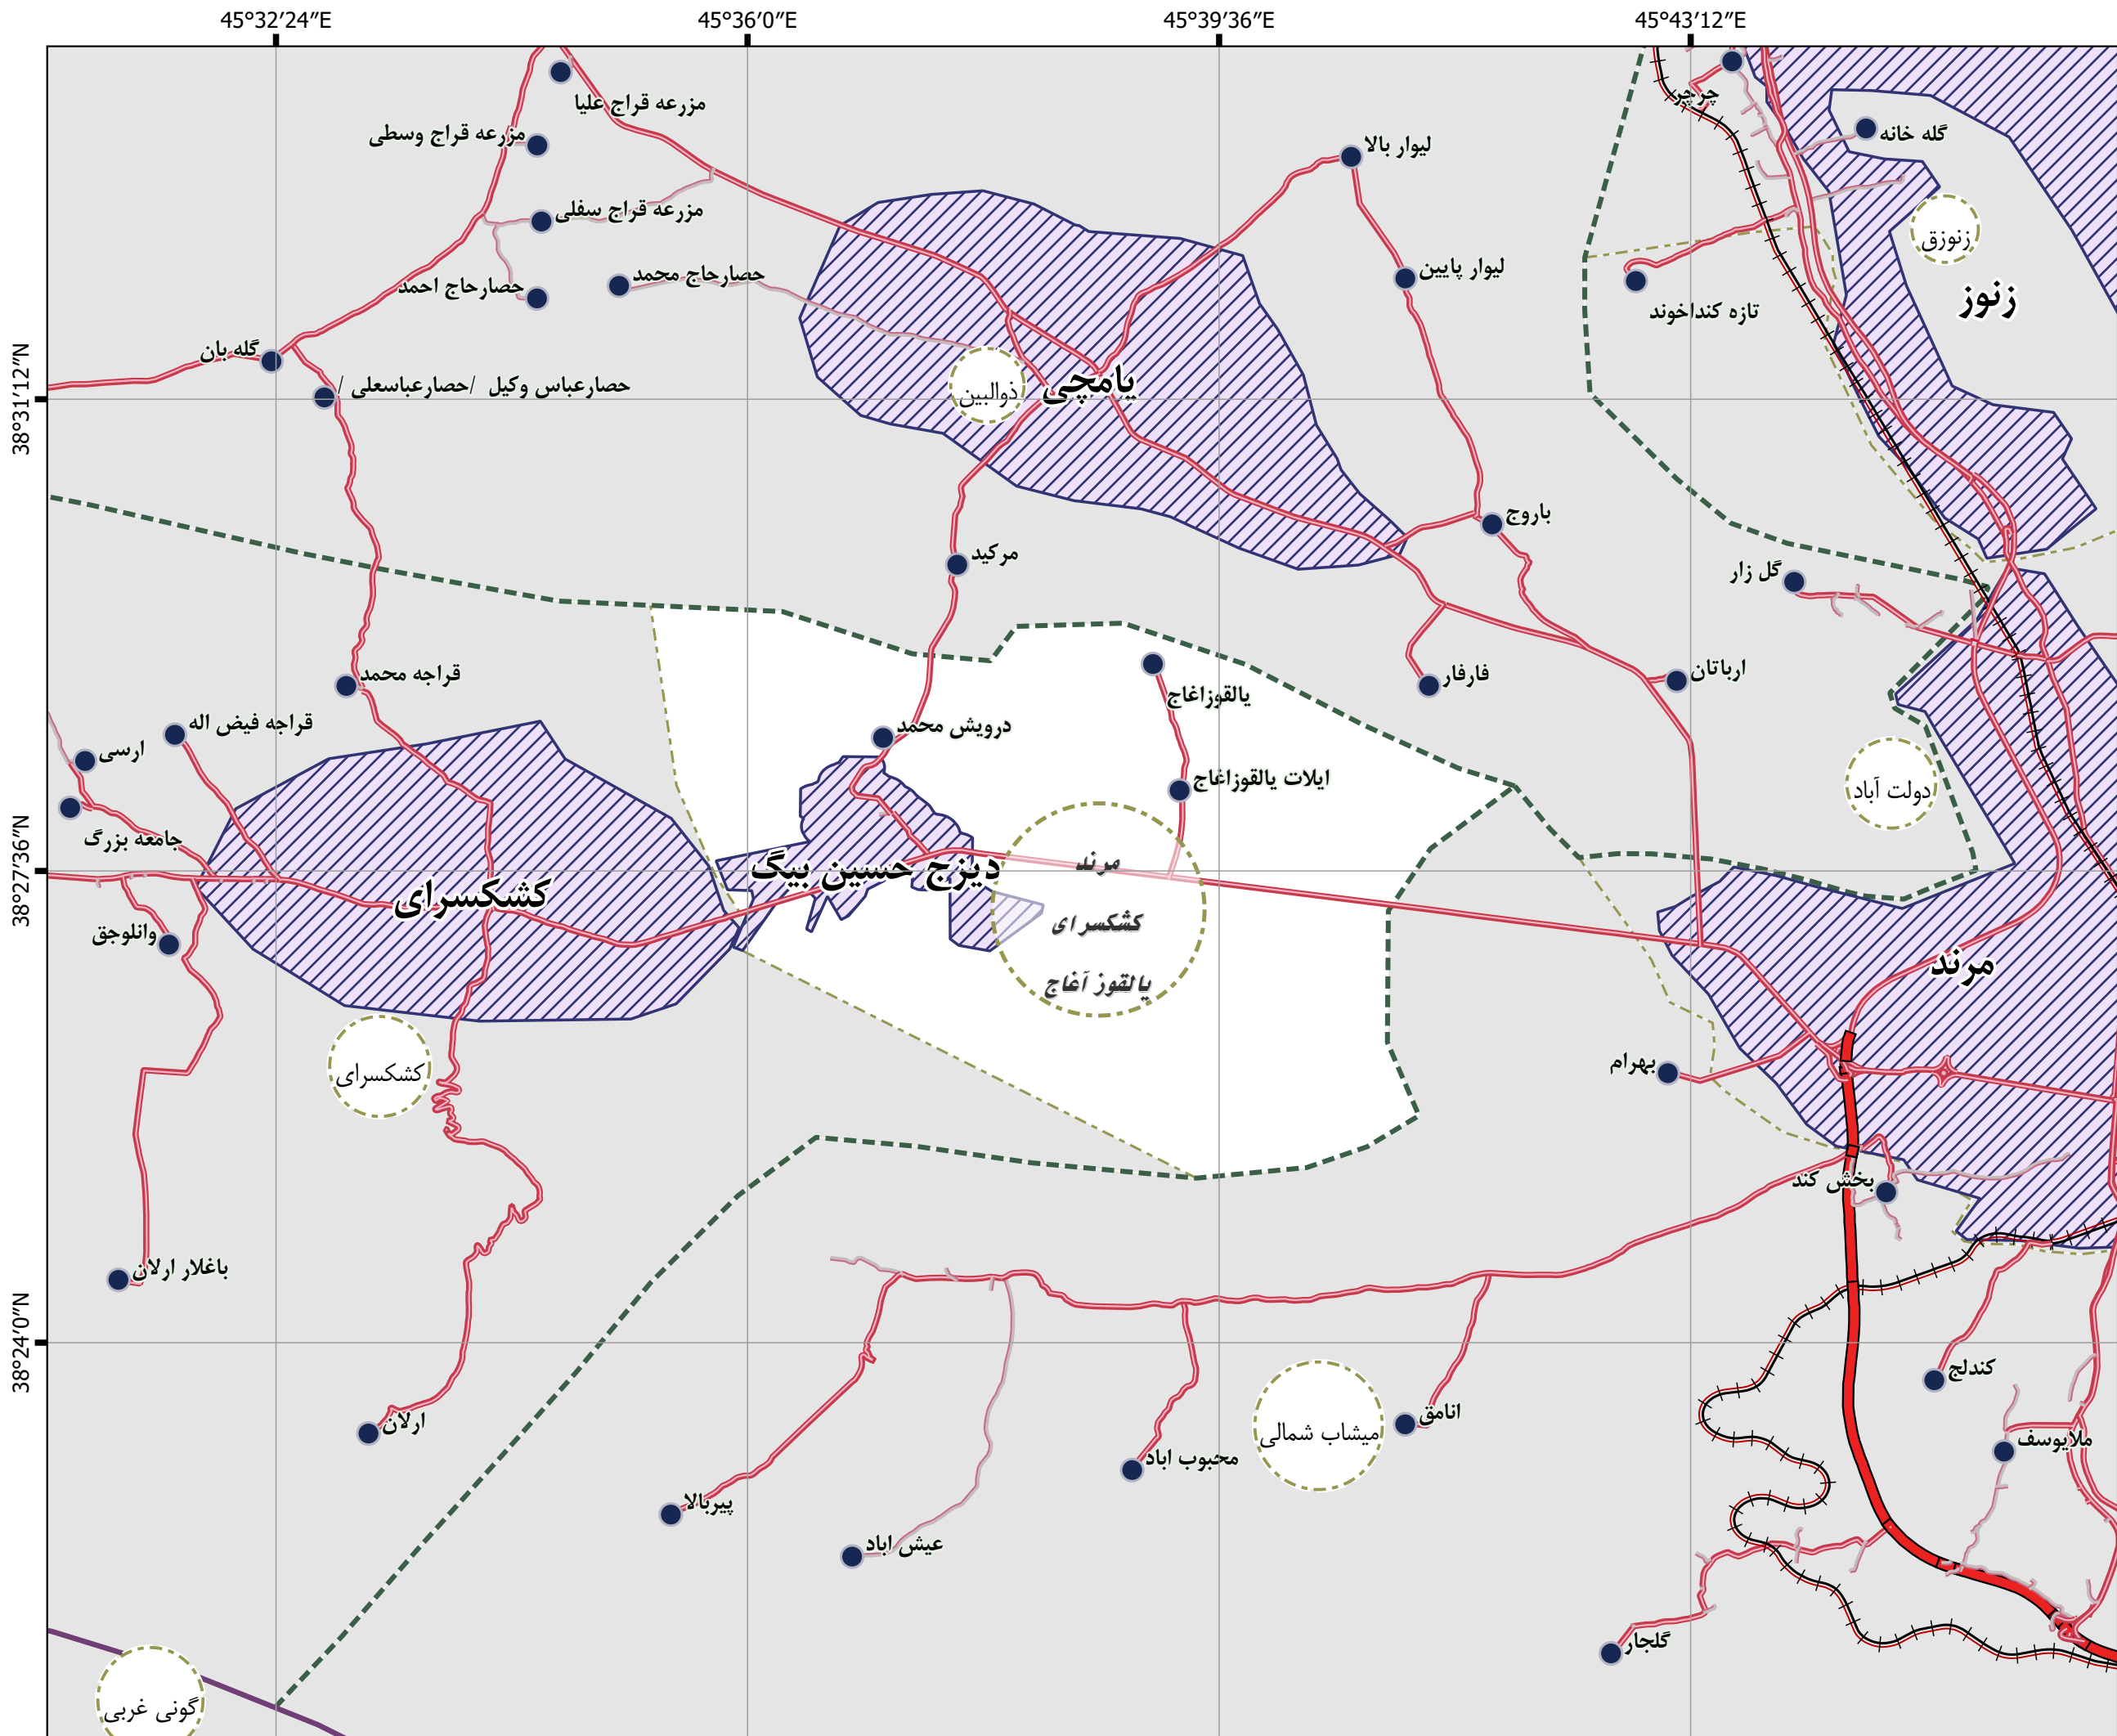 45°32′24″E
45°36′0″E
45°39′36″E
45°43′12″E
38°31′12″N
38°27′36″N
38°24′0″N
مزرعه قراج علیا
مزرعه قراج وسطی
مزرعه قراج سفلی
حصارحاج محمد
حصارحاج احمد
گله بان
حصارعباس وکیل /حصارعباسعلی /
لیوار بالا
لیوار پایین
چرچر
گله خانه
زنوزق
زنوز
تازه کنداخوند
ذوالبین
یامچی
باروج
مرکید
گل زار
فارفار
ارباتان
یالقوزاغاج
قراجه محمد
قراجه فیض اله
درویش محمد
ارسی
ایلات یالقوزاغاج
دولت آباد
جامعه بزرگ
مرند
کشکسرای
یالقوز آغاج
دیزج حسین بیگ
کشکسرای
وانلوجق
مرند
کشکسرای
بهرام
بخش کند
باغلار ارلان
کندلج
ارلان
انامق
میشاب شمالی
ملایوسف
محبوب اباد
پیربالا
عیش اباد
گلجار
گونی غربی